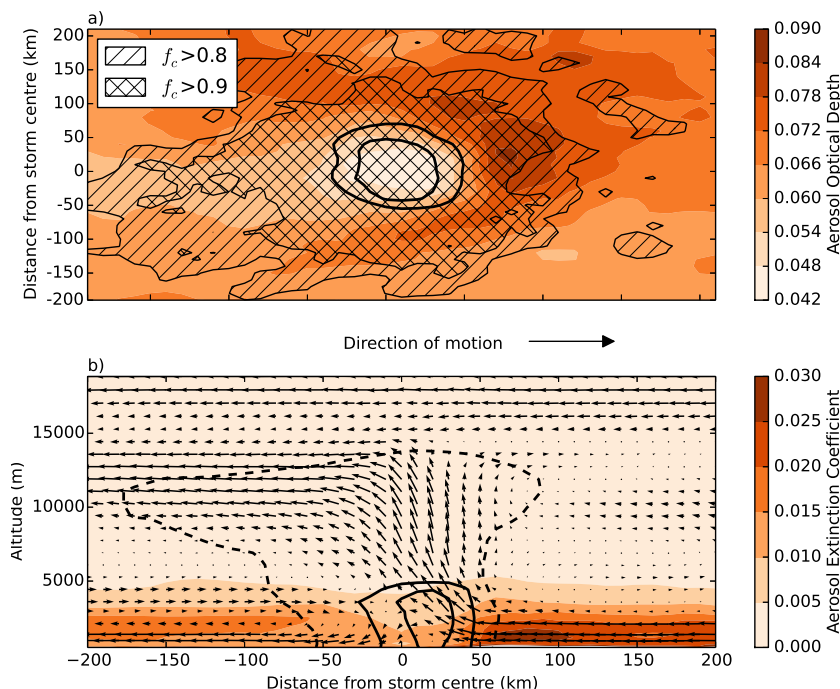 a)
f_c>0.8
f_c>0.9
Distance from storm centre (km)
200
150
100
50
0
-50
-100
-150
-200
0.090
0.084
0.078
0.072
0.066
0.060
0.054
0.048
0.042
Aerosol Optical Depth
Direction of motion
b)
Altitude (m)
15000
10000
5000
−200 −150 −100 −50 0 50 100 150 200
Distance from storm centre (km)
0.030
0.025
0.020
0.015
0.010
0.005
0.000
Aerosol Extinction Coefficient